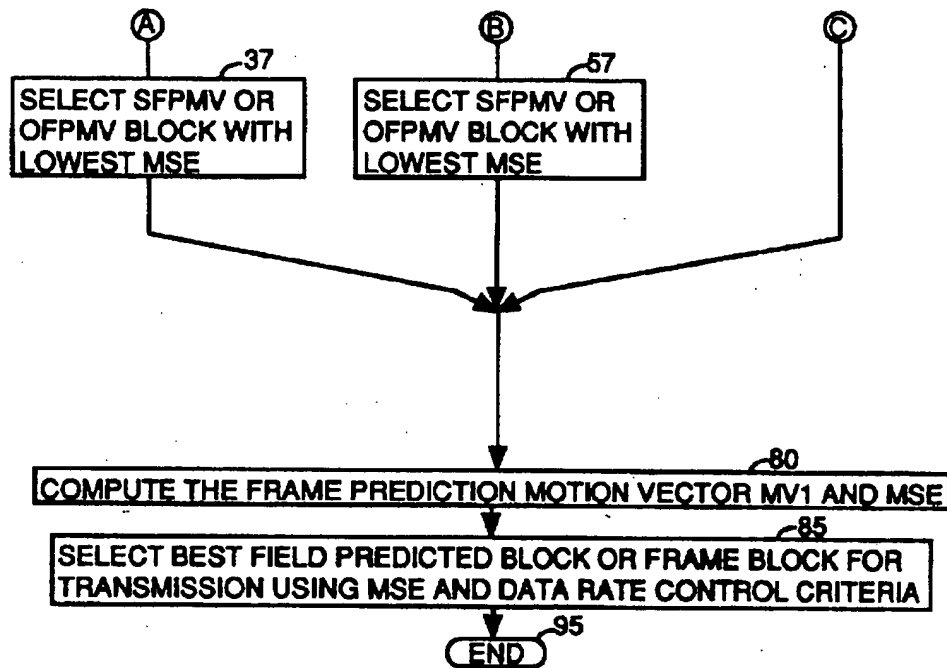 A
B
C
37
57
SELECT SFPMV OR
OFPMV BLOCK WITH
LOWEST MSE
SELECT SFPMV OR
OFPMV BLOCK WITH
LOWEST MSE
80
COMPUTE THE FRAME PREDICTION MOTION VECTOR MV1 AND MSE
85
SELECT BEST FIELD PREDICTED BLOCK OR FRAME BLOCK FOR
TRANSMISSION USING MSE AND DATA RATE CONTROL CRITERIA
95
END